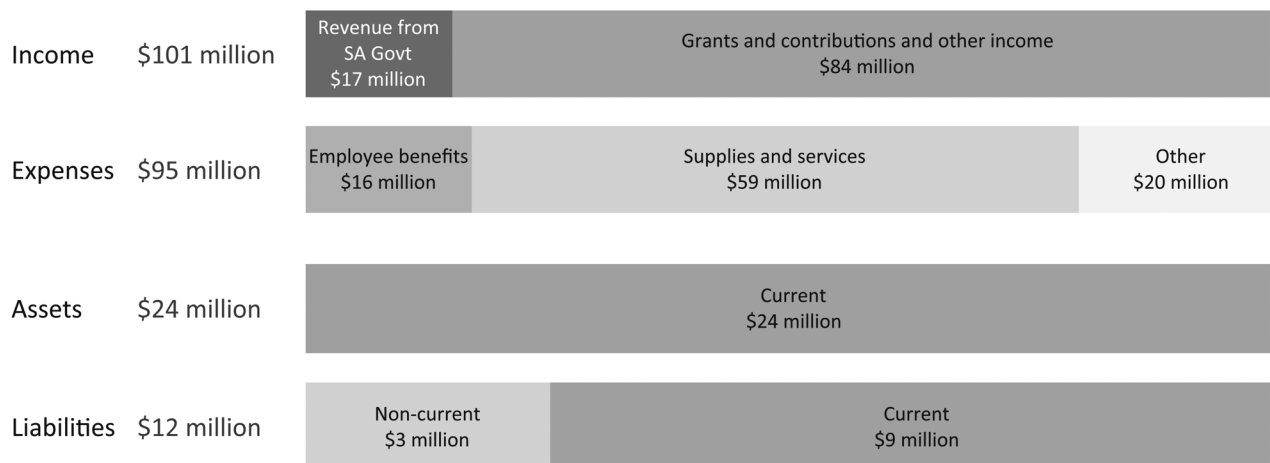 Income $101 million
Revenue from
SA Govt
$17 million
Grants and contributions and other income
$84 million
Expenses $95 million
Employee benefits
$16 million
Supplies and services
$59 million
Other
$20 million
Assets $24 million
Current
$24 million
Liabilities $12 million
Non-current
$3 million
Current
$9 million